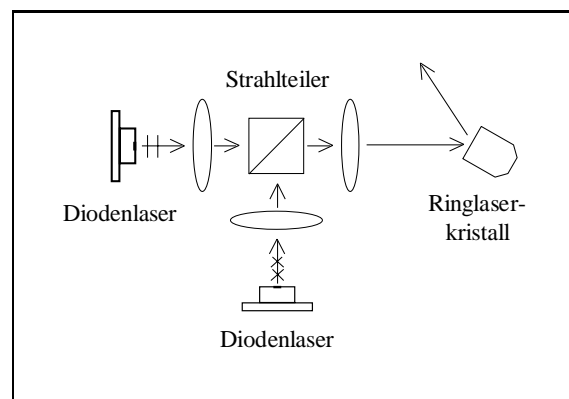 Strahlteiler
Diodenlaser
Ringlaser-
kristall
Diodenlaser